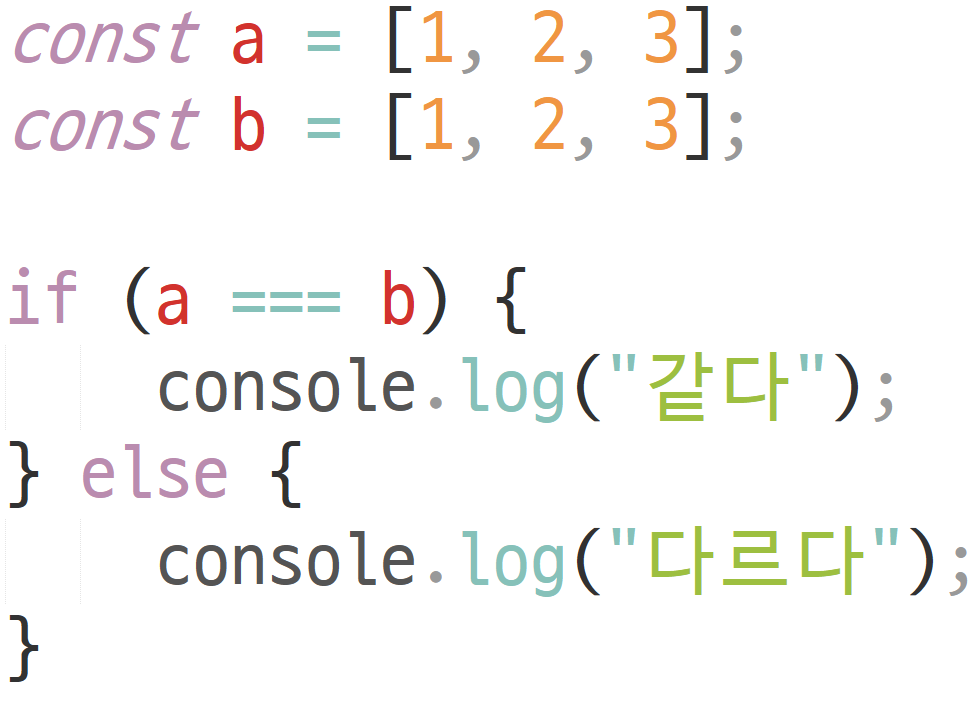 const a = [1, 2, 3];
const b = [1, 2, 3];

if (a === b) {
    console.log("같다");
} else {
    console.log("다르다");
}